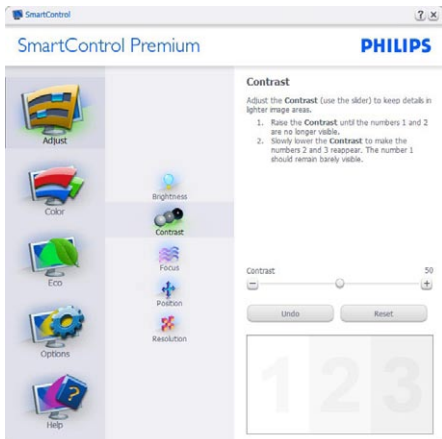 SmartControl
? x
SmartControl Premium
PHILIPS
Adjust
Color
Eco
Options
Help
Brightness
Contrast
Focus
Position
Resolution
Contrast
Adjust the Contrast (use the slider) to keep details in
lighter image areas.
1. Raise the Contrast until the numbers 1 and 2
are no longer visible.
2. Slowly lower the Contrast to make the
numbers 2 and 3 reappear. The number 1
should remain barely visible.
Contrast 50
Undo Reset
1 2 3